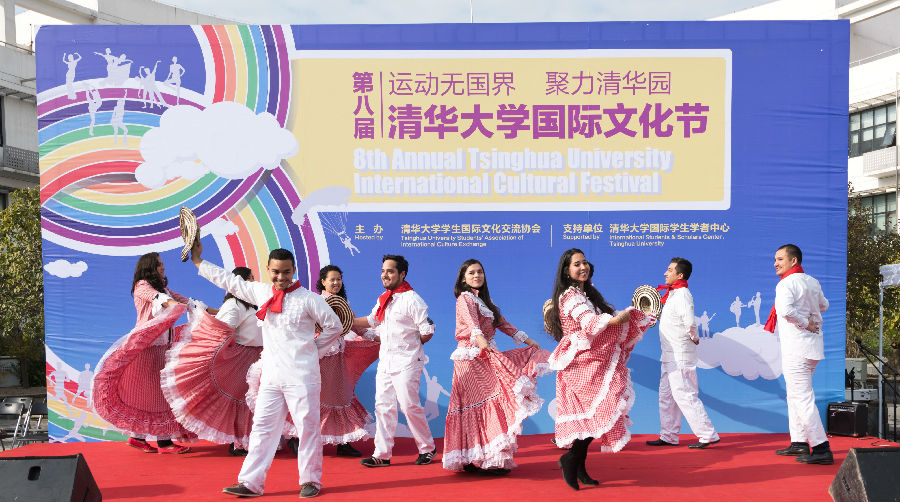 第八届
运动无国界 聚力清华园
清华大学国际文化节
8th Annual Tsinghua University
International Cultural Festival
主办 清华大学学生国际文化交流协会
Hosted by Tsinghua University Students' Association of
International Culture Exchange
支持单位 清华大学国际学生学者中心
Supported by International Students & Scholars Center,
Tsinghua University